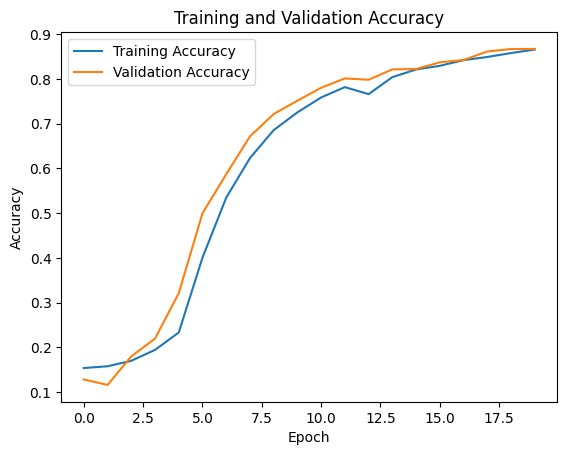 Training and Validation Accuracy
Training Accuracy
Validation Accuracy
Accuracy
0.9
0.8
0.7
0.6
0.5
0.4
0.3
0.2
0.1
0.0 2.5 5.0 7.5 10.0 12.5 15.0 17.5
Epoch